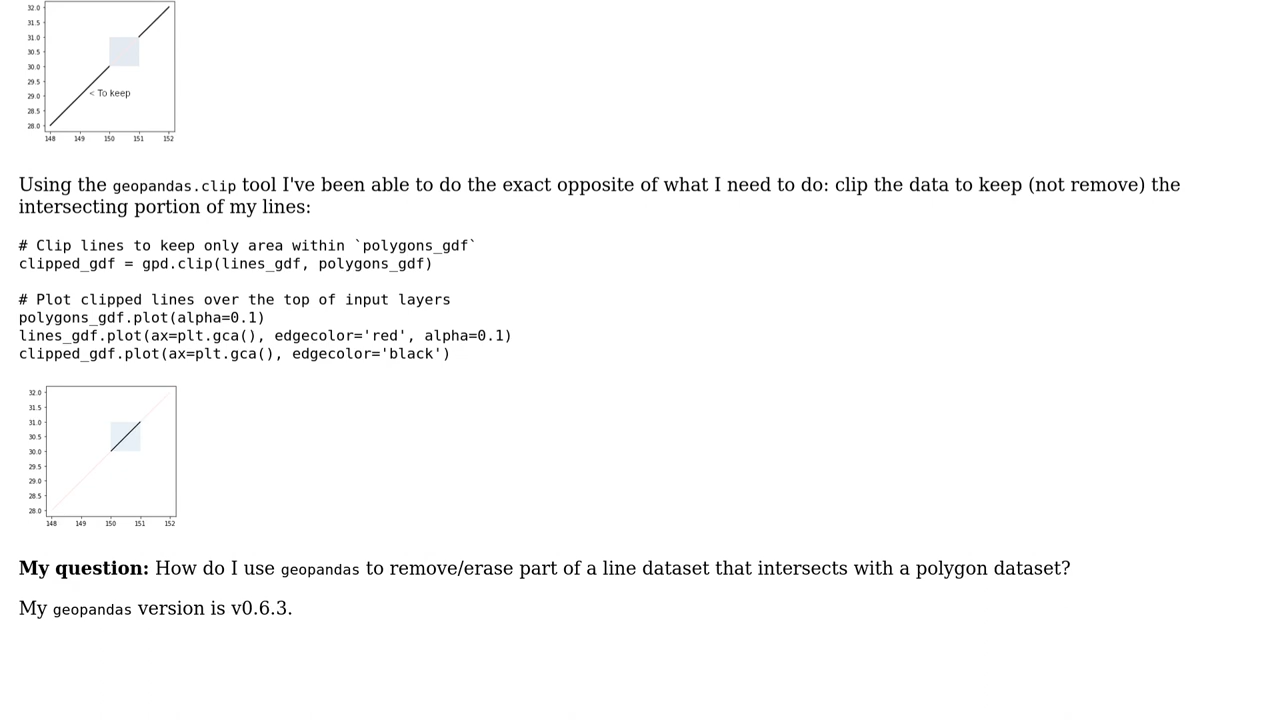 32.0
31.5
31.0
30.5
30.0
29.5
29.0
28.5
28.0
< To keep
148 149 150 151 152
Using the geopandas.clip tool I've been able to do the exact opposite of what I need to do: clip the data to keep (not remove) the
intersecting portion of my lines:
# Clip lines to keep only area within `polygons_gdf`
clipped_gdf = gpd.clip(lines_gdf, polygons_gdf)
# Plot clipped lines over the top of input layers
polygons_gdf.plot(alpha=0.1)
lines_gdf.plot(ax=plt.gca(), edgecolor='red', alpha=0.1)
clipped_gdf.plot(ax=plt.gca(), edgecolor='black')
32.0
31.5
31.0
30.5
30.0
29.5
29.0
28.5
28.0
148 149 150 151 152
My question: How do I use geopandas to remove/erase part of a line dataset that intersects with a polygon dataset?
My geopandas version is v0.6.3.